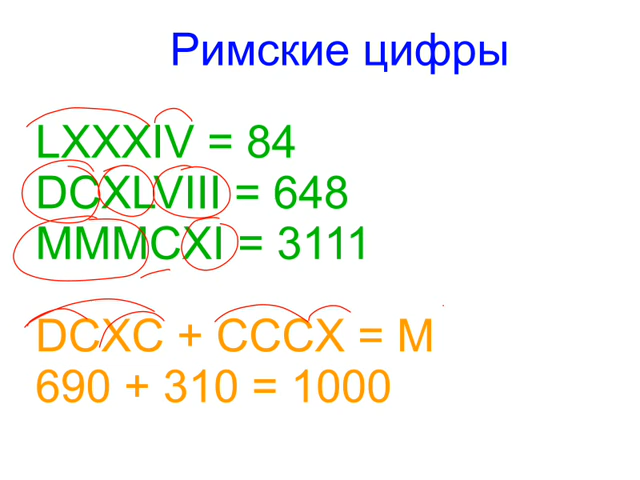 Римские цифры
LXXXIV = 84
DCXLVIII = 648
MMMCXI = 3111
DCXC + CCCX = M
690 + 310 = 1000